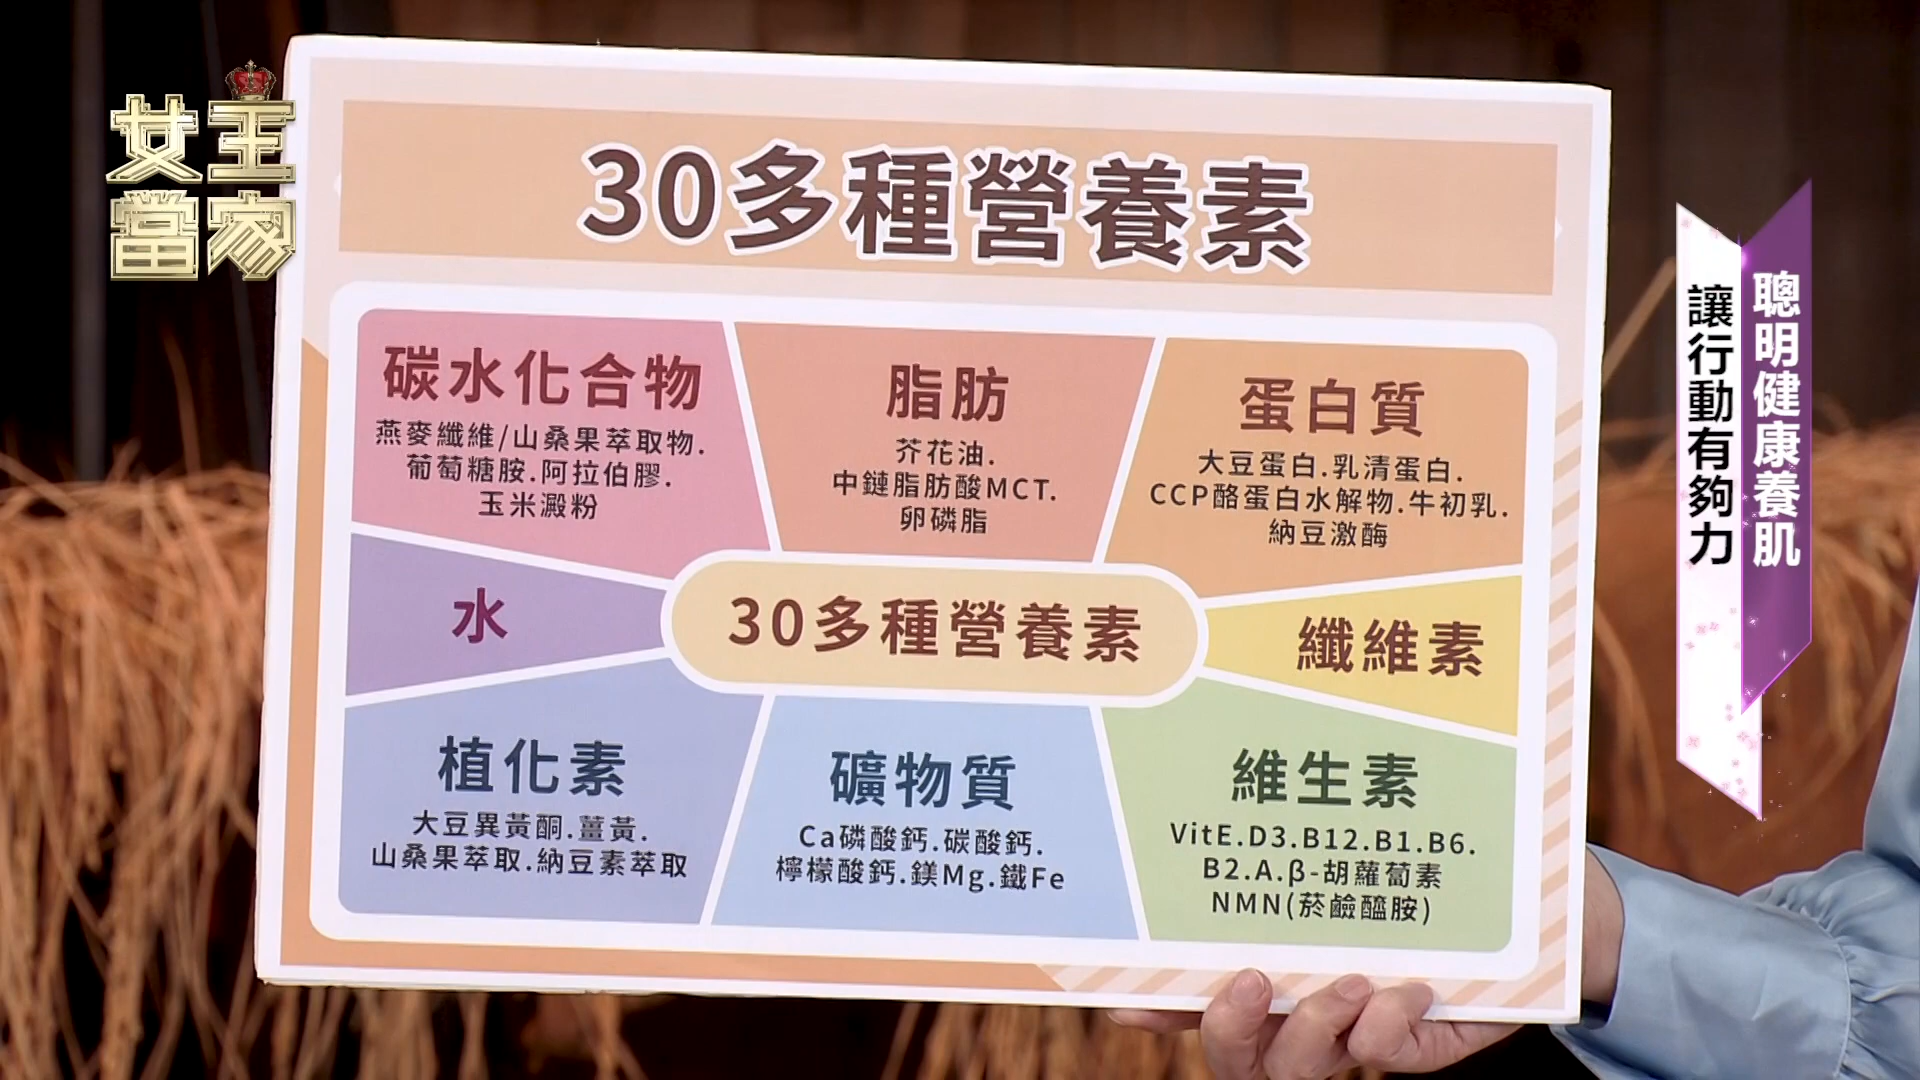 女王
當家
30多種營養素
碳水化合物
燕麥纖維/山桑果萃取物.
葡萄糖胺.阿拉伯膠.
玉米澱粉
脂肪
芥花油.
中鏈脂肪酸MCT.
卵磷脂
蛋白質
大豆蛋白.乳清蛋白.
CCP酪蛋白水解物.牛初乳.
納豆激酶
水
30多種營養素
纖維素
植化素
大豆異黃酮.薑黃.
山桑果萃取.納豆素萃取
礦物質
Ca磷酸鈣.碳酸鈣.
檸檬酸鈣.鎂Mg.鐵Fe
維生素
VitE.D3.B12.B1.B6.
B2.A.β-胡蘿蔔素
NMN(菸鹼醯胺)
聰明健康養肌
讓行動有夠力